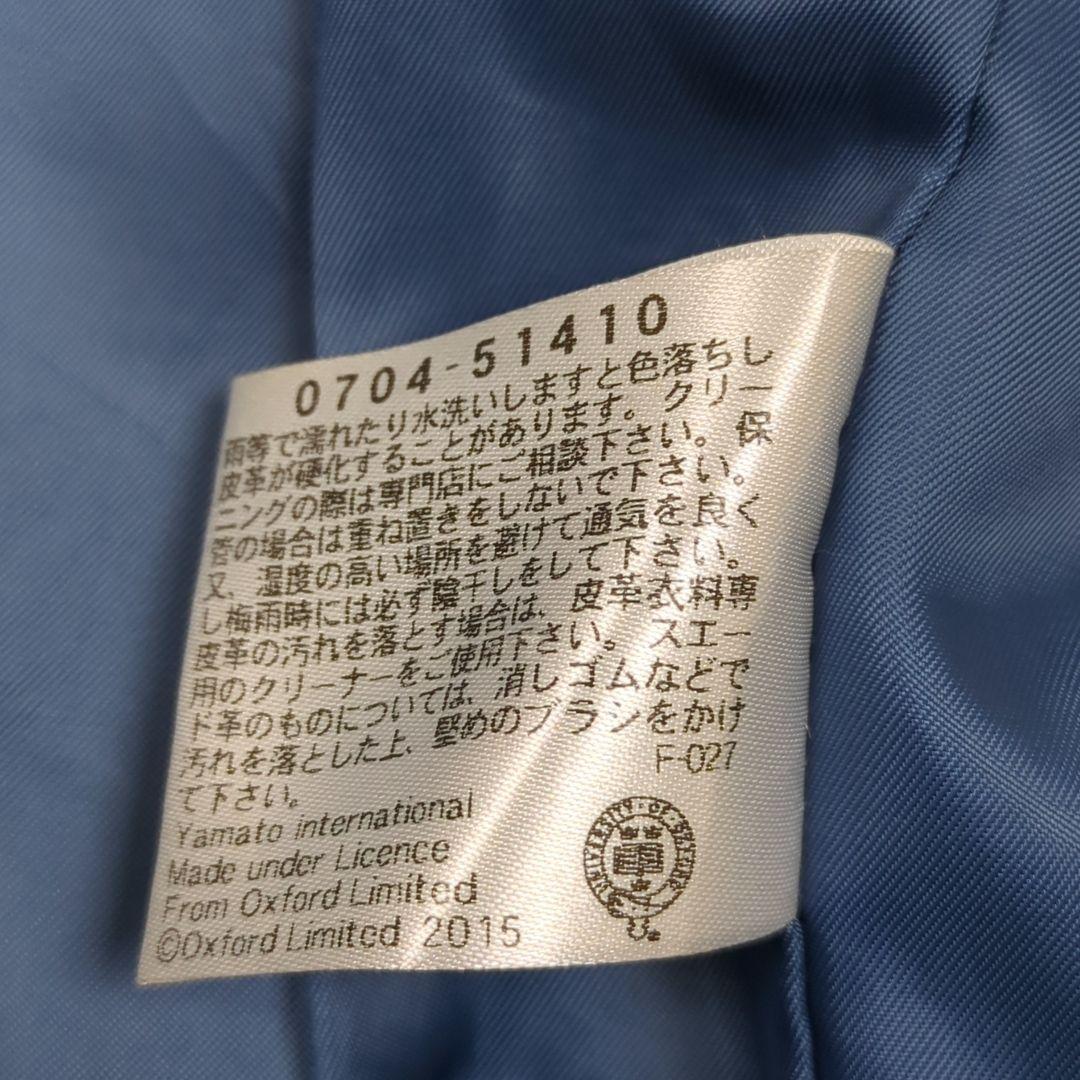 0704-51410
雨等で濡れたり水洗いしますと色落ちし
皮革が硬化することがあります。クリー
ニングの際は専門店にご相談下さい。保
管の場合は重ね置きをしないで下さい。
又、湿度の高い場所を避けて通気を良く
し梅雨時には必ず陰干しをして下さい。
皮革の汚れを落とす場合は、皮革衣料専
用のクリーナーをご使用下さい。スエー
ド革のものについては、消しゴムなどで
汚れを落とした上、堅めのブラシをかけ
て下さい。
F-027
Yamato international
Made under Licence
From Oxford Limited
©Oxford Limited 2015
UNIVERSITY OF OXFORD